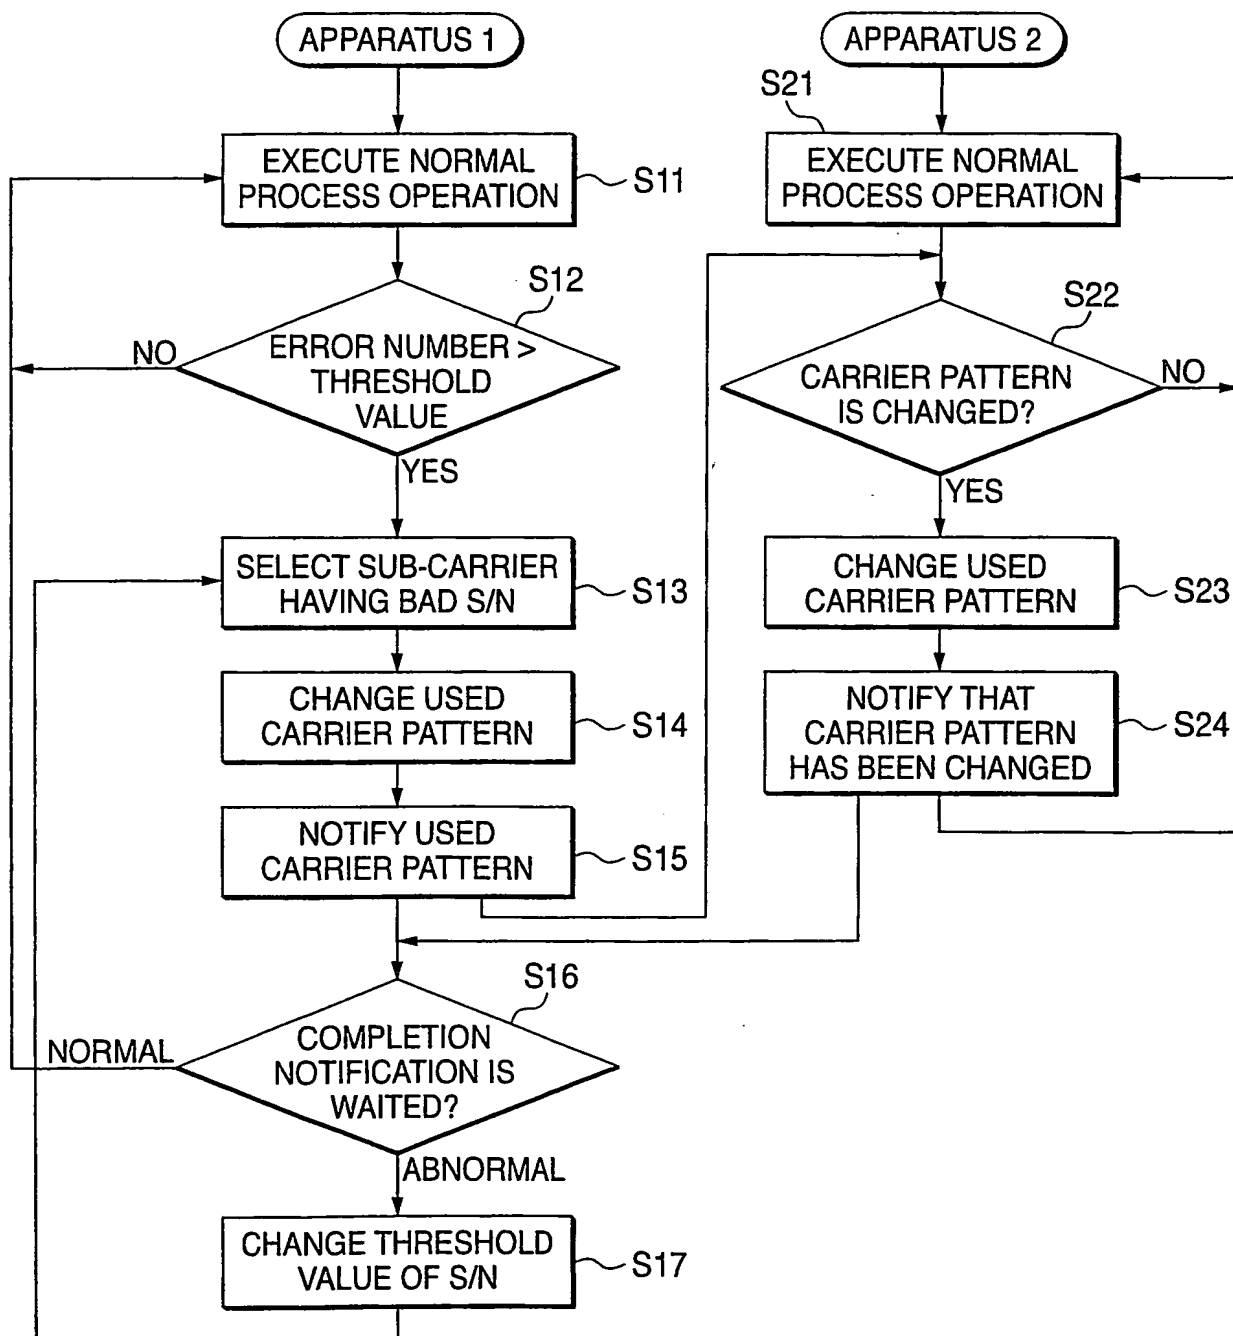 APPARATUS 1
EXECUTE NORMAL
PROCESS OPERATION
S11
S12
ERROR NUMBER >
THRESHOLD
VALUE
NO
YES
SELECT SUB-CARRIER
HAVING BAD S/N
S13
CHANGE USED
CARRIER PATTERN
S14
NOTIFY USED
CARRIER PATTERN
S15
S16
COMPLETION
NOTIFICATION IS
WAITED?
NORMAL
ABNORMAL
CHANGE THRESHOLD
VALUE OF S/N
S17
APPARATUS 2
S21
EXECUTE NORMAL
PROCESS OPERATION
S22
CARRIER PATTERN
IS CHANGED?
NO
YES
CHANGE USED
CARRIER PATTERN
S23
NOTIFY THAT
CARRIER PATTERN
HAS BEEN CHANGED
S24